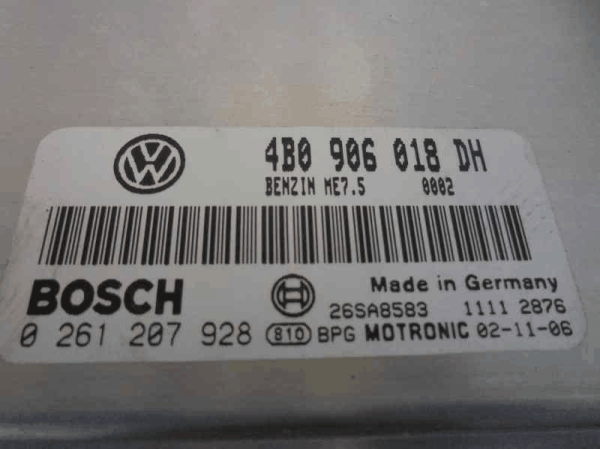 4B0 906 018 DH
BENZIN ME7.5 0002
BOSCH
Made in Germany
26SA8583 1111 2876
0 261 207 928 810 BPG MOTRONIC 02-11-06